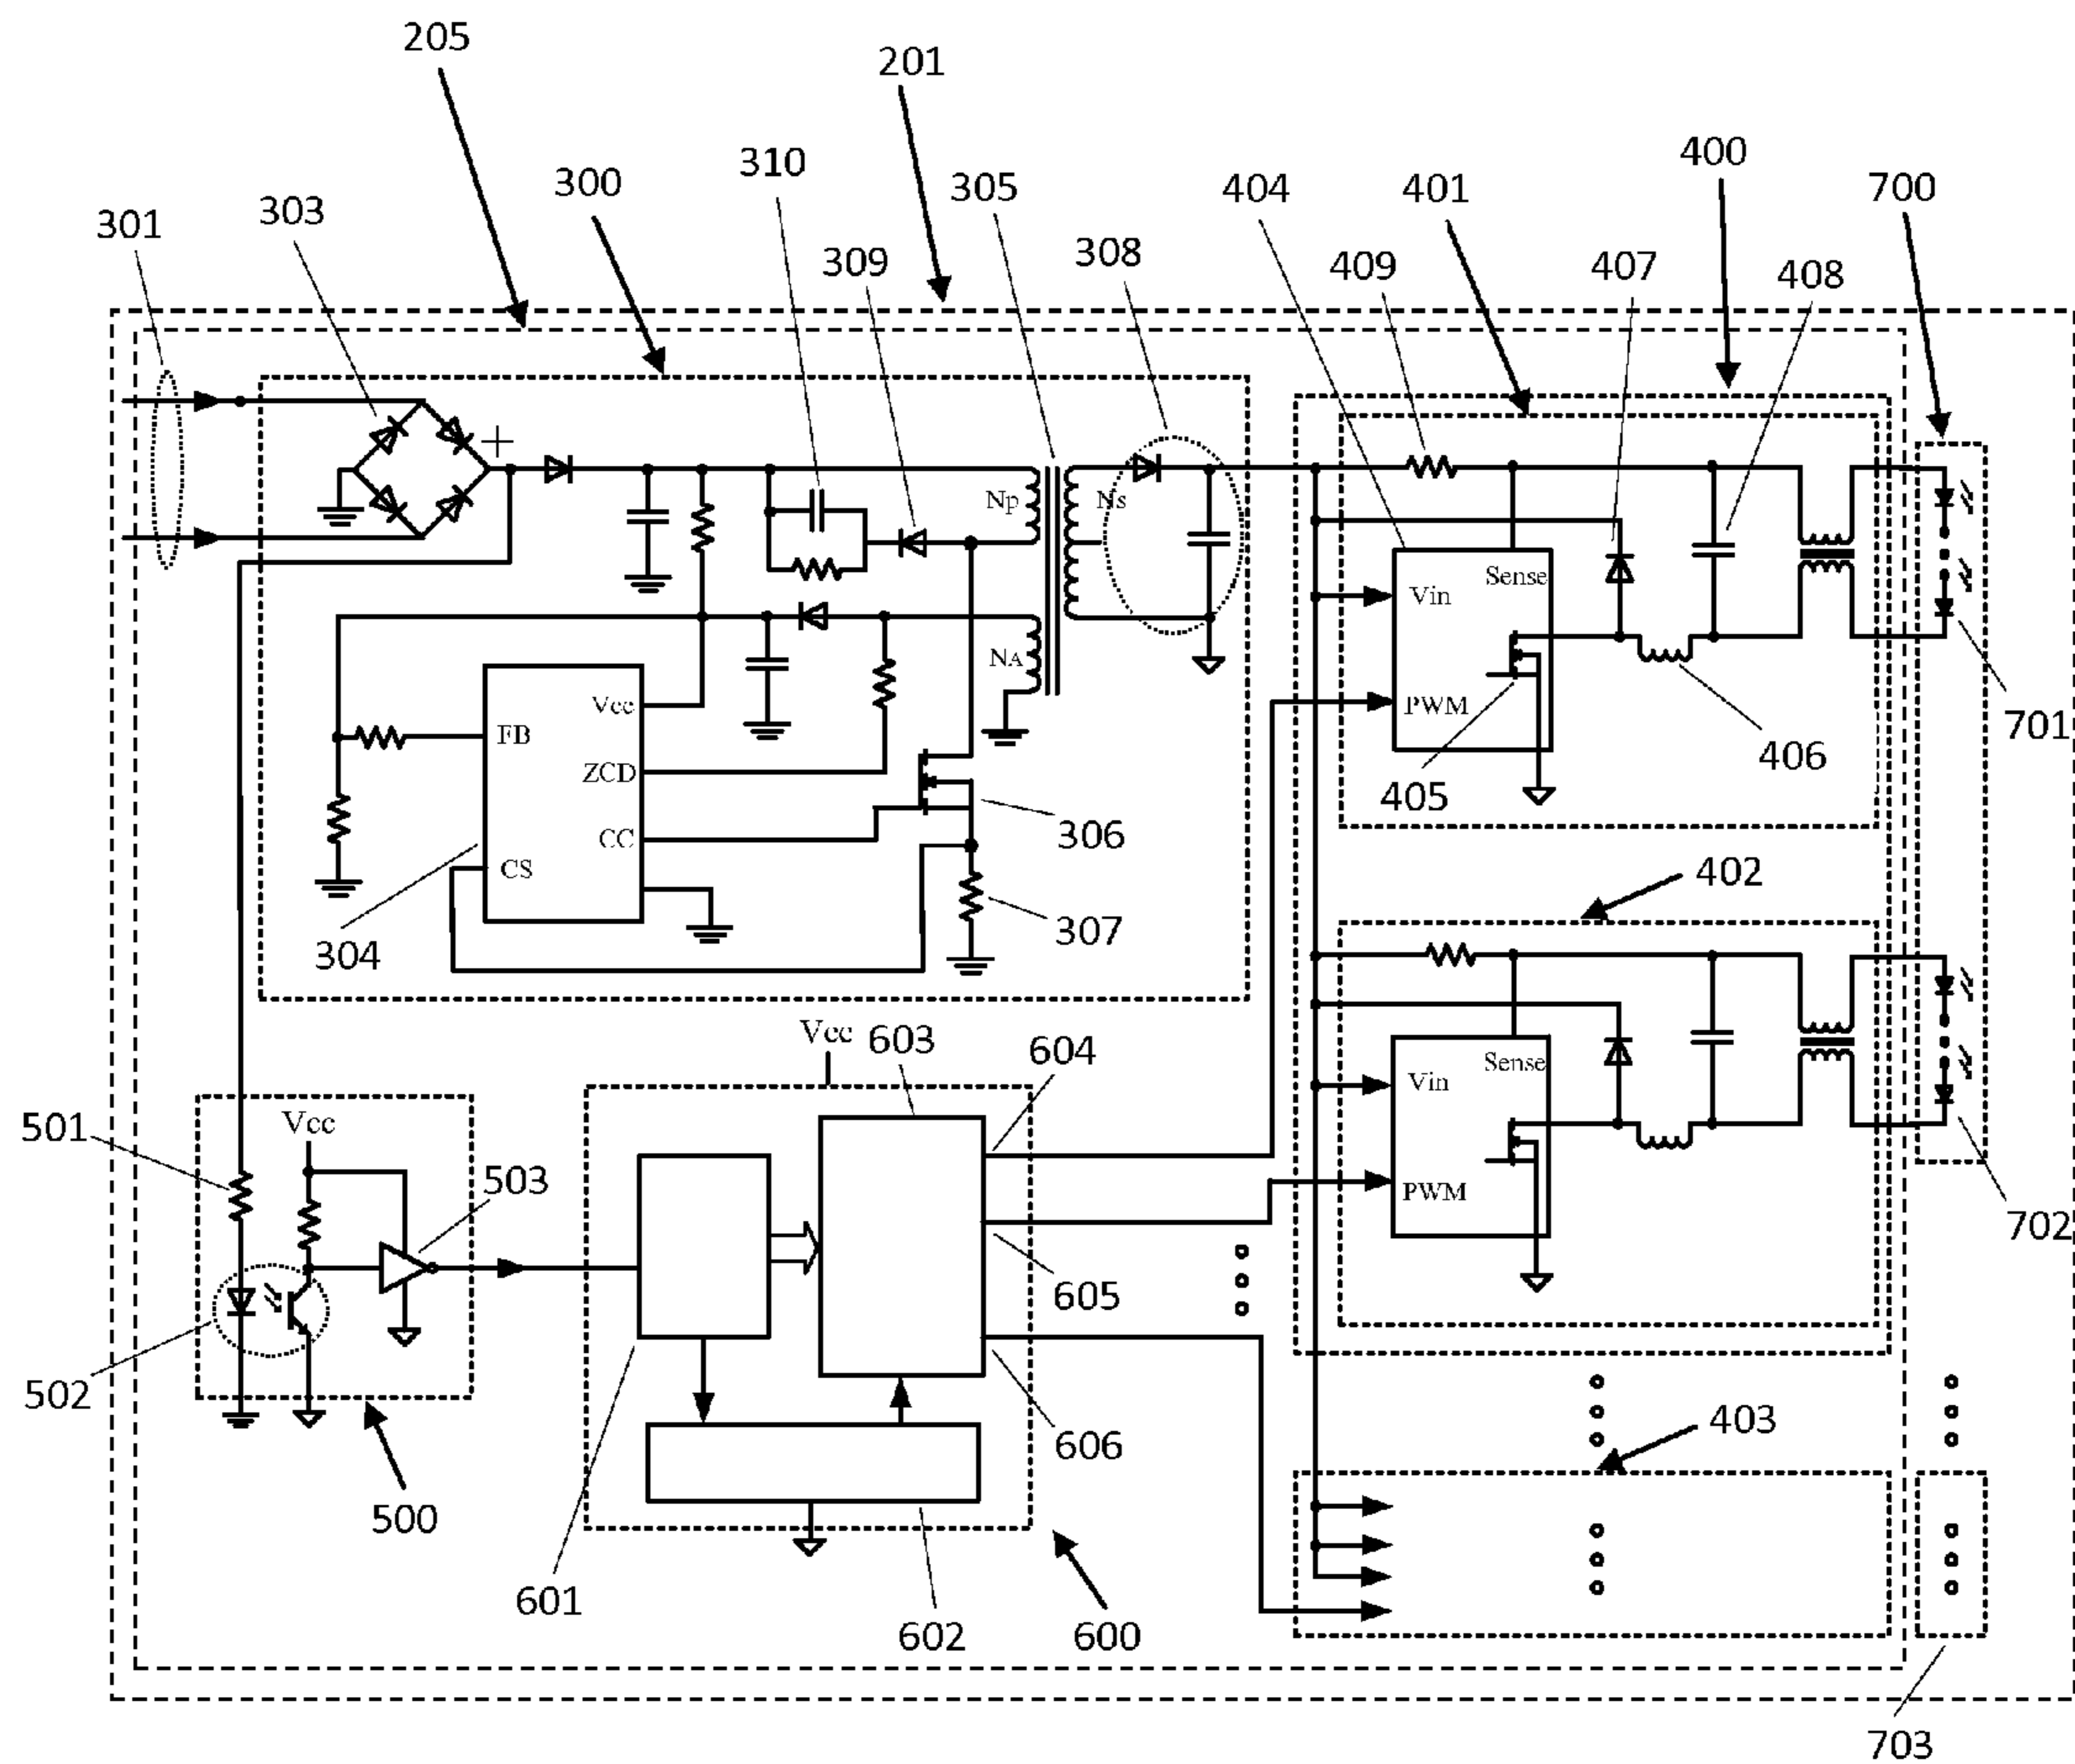 205
201
310
300
305
404
401
400
700
301
303
309
308
409
407
408
+
Np
Ns
Sense
Vin
NA
Vcc
FB
PWM
701
ZCD
406
405
306
CC
CS
402
307
304
Vcc
603
604
Sense
Vin
501
Vcc
503
PWM
702
605
502
403
606
500
601
602
600
703